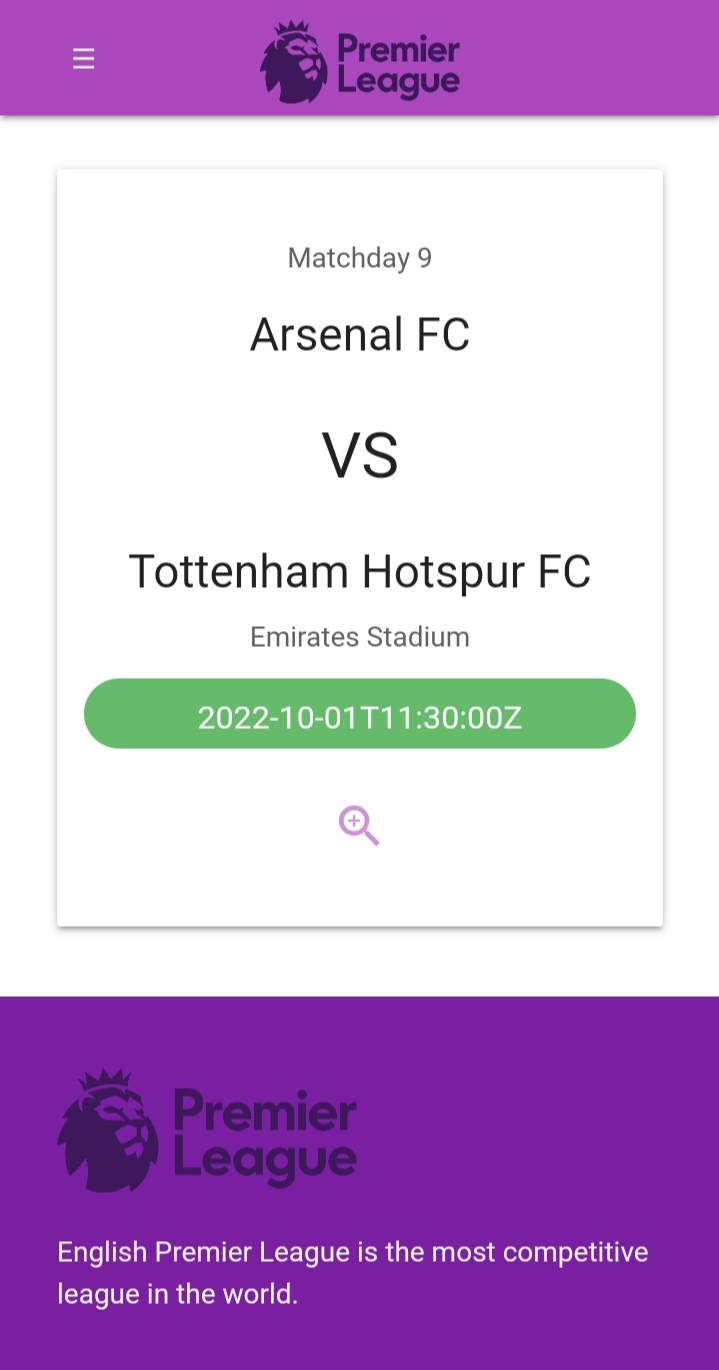 Premier
League
Matchday 9
Arsenal FC
VS
Tottenham Hotspur FC
Emirates Stadium
2022-10-01T11:30:00Z
Premier
League
English Premier League is the most competitive
league in the world.